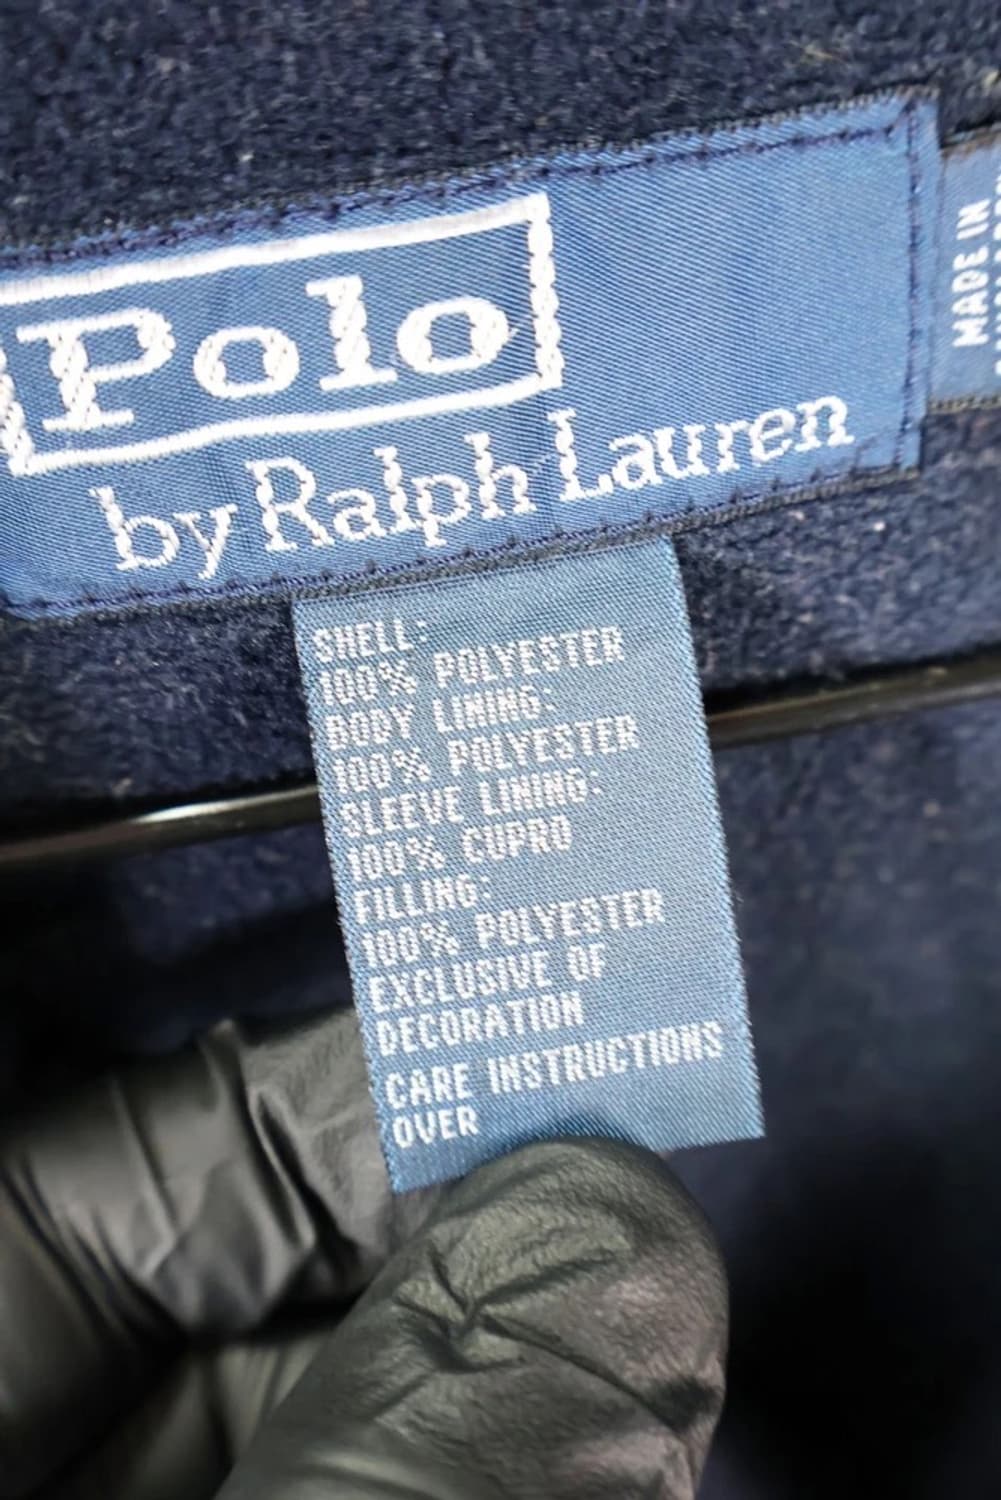 Polo
by Ralph Lauren
MADE IN
SHELL:
100% POLYESTER
BODY LINING:
100% POLYESTER
SLEEVE LINING:
100% CUPRO
FILLING:
100% POLYESTER
EXCLUSIVE OF
DECORATION
CARE INSTRUCTIONS
OVER